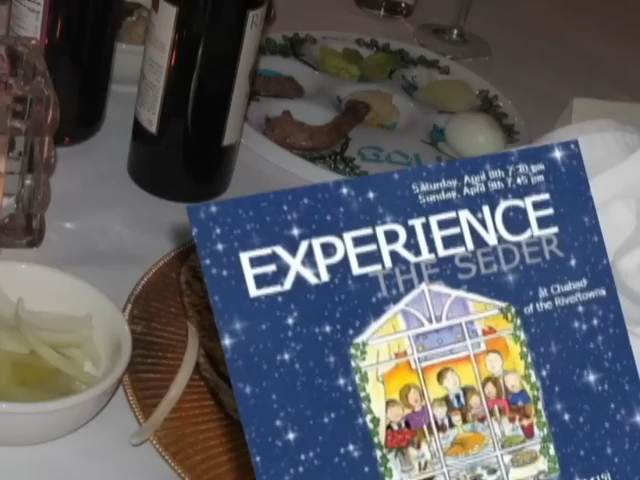 Saturday, April 8th 7.30 pm
Sunday, April 9th 7.45 pm
EXPERIENCE
THE SEDER
at Chabad
of the Rivertowns